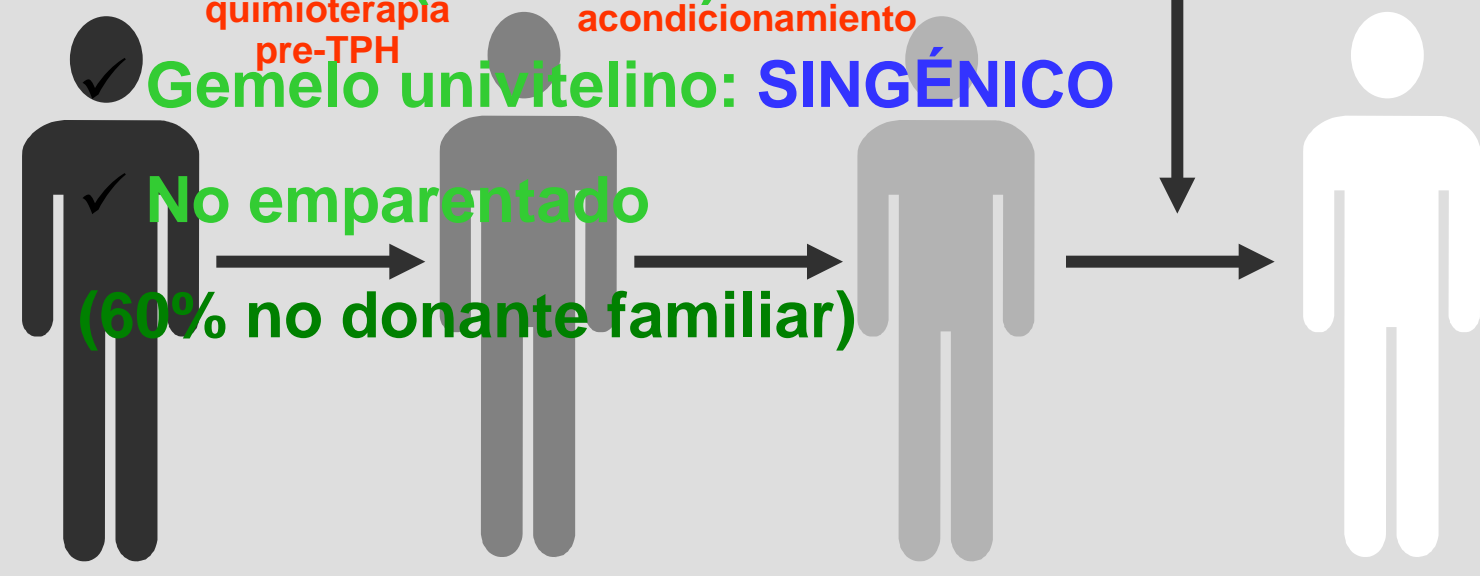 quimioterapia
pre-TPH
acondicionamiento
✓ Gemelo univitelino: SINGÉNICO
✓ No emparentado
(60% no donante familiar)